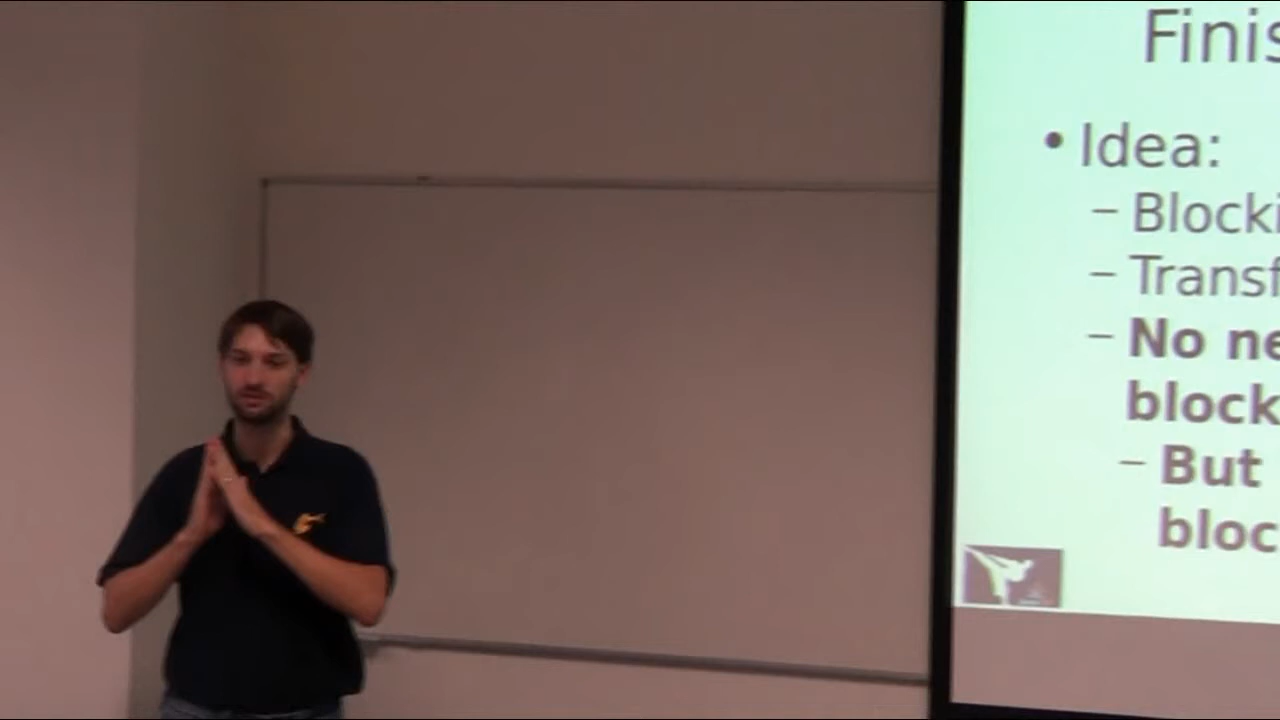 Finis
• Idea:
– Blocki
– Transf
– No ne
block
– But
bloc